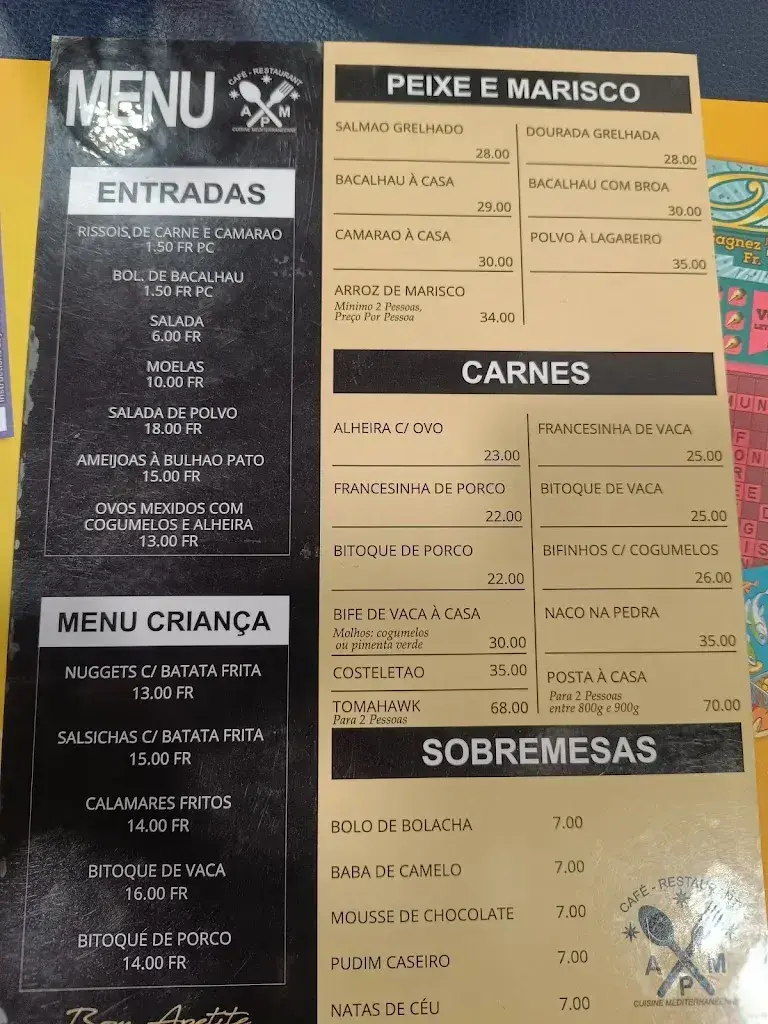 MENU
CAFÉ - RESTAURANT
A P M
CUISINE MEDITERRANÉENNE
ENTRADAS
RISSOIS DE CARNE E CAMARAO
1.50 FR PC
BOL. DE BACALHAU
1.50 FR PC
SALADA
6.00 FR
MOELAS
10.00 FR
SALADA DE POLVO
18.00 FR
AMEIJOAS À BULHAO PATO
15.00 FR
OVOS MEXIDOS COM
COGUMELOS E ALHEIRA
13.00 FR
MENU CRIANÇA
NUGGETS C/ BATATA FRITA
13.00 FR
SALSICHAS C/ BATATA FRITA
15.00 FR
CALAMARES FRITOS
14.00 FR
BITOQUE DE VACA
16.00 FR
BITOQUE DE PORCO
14.00 FR
Bom Apetite
PEIXE E MARISCO
SALMAO GRELHADO
28.00
BACALHAU À CASA
29.00
CAMARAO À CASA
30.00
ARROZ DE MARISCO
Mínimo 2 Pessoas,
Preço Por Pessoa 34.00
DOURADA GRELHADA
28.00
BACALHAU COM BROA
30.00
POLVO À LAGAREIRO
35.00
CARNES
ALHEIRA C/ OVO
23.00
FRANCESINHA DE PORCO
22.00
BITOQUE DE PORCO
22.00
BIFE DE VACA À CASA
Molhos: cogumelos
ou pimenta verde 30.00
COSTELETAO 35.00
TOMAHAWK 68.00
Para 2 Pessoas
FRANCESINHA DE VACA
25.00
BITOQUE DE VACA
25.00
BIFINHOS C/ COGUMELOS
26.00
NACO NA PEDRA
35.00
POSTA À CASA
Para 2 Pessoas
entre 800g e 900g 70.00
SOBREMESAS
BOLO DE BOLACHA 7.00
BABA DE CAMELO 7.00
MOUSSE DE CHOCOLATE 7.00
PUDIM CASEIRO 7.00
NATAS DE CÉU 7.00
CAFÉ - RESTAURANT
A P M
CUISINE MEDITERRANÉENNE
agnez
Fr.